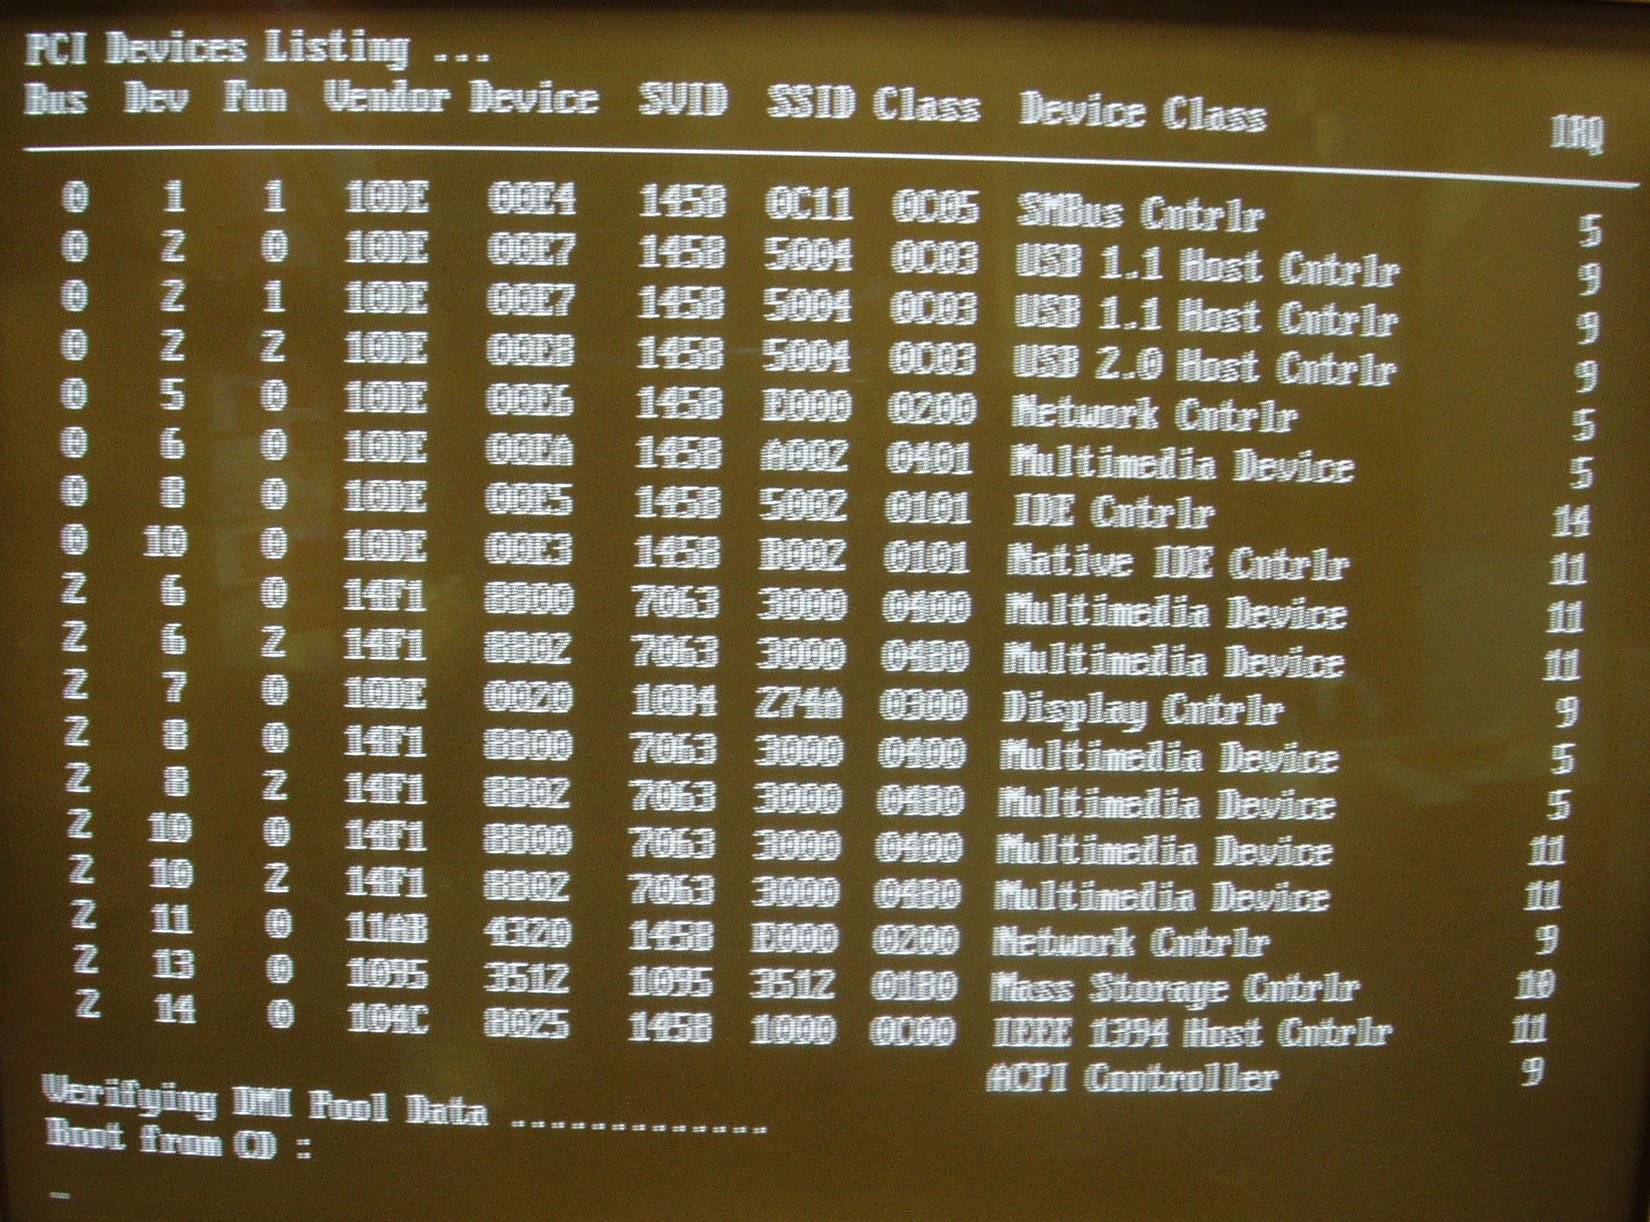 PCI Devices Listing ...
Bus Dev Fun Vendor Device SVID SSID Class Device Class IRQ
0 1 1 10DE 00E4 1458 0C11 0C05 SMBus Cntrlr 5
0 2 0 10DE 00E7 1458 5004 0C03 USB 1.1 Host Cntrlr 9
0 2 1 10DE 00E7 1458 5004 0C03 USB 1.1 Host Cntrlr 9
0 2 2 10DE 00E8 1458 5004 0C03 USB 2.0 Host Cntrlr 9
0 5 0 10DE 00E6 1458 E000 0200 Network Cntrlr 5
0 6 0 10DE 00EA 1458 A002 0401 Multimedia Device 5
0 8 0 10DE 00E5 1458 5002 0101 IDE Cntrlr 14
0 10 0 10DE 00E3 1458 B002 0101 Native IDE Cntrlr 11
2 6 0 14F1 8800 7063 3000 0400 Multimedia Device 11
2 6 2 14F1 8802 7063 3000 0480 Multimedia Device 11
2 7 0 10DE 0020 10B4 274A 0300 Display Cntrlr 9
2 8 0 14F1 8800 7063 3000 0400 Multimedia Device 5
2 8 2 14F1 8802 7063 3000 0480 Multimedia Device 5
2 10 0 14F1 8800 7063 3000 0400 Multimedia Device 11
2 10 2 14F1 8802 7063 3000 0480 Multimedia Device 11
2 11 0 11AB 4320 1458 E000 0200 Network Cntrlr 9
2 13 0 1095 3512 1095 3512 0180 Mass Storage Cntrlr 10
2 14 0 104C 8025 1458 1000 0C00 IEEE 1394 Host Cntrlr 11
ACPI Controller 9
Verifying DMI Pool Data .............
Boot from CD :
_